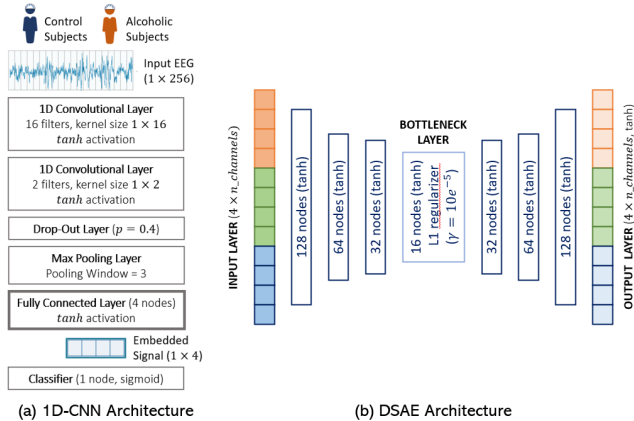 Control
Subjects
Alcoholic
Subjects
Input EEG
(1 × 256)
1D Convolutional Layer
16 filters, kernel size 1 × 16
tanh activation
1D Convolutional Layer
2 filters, kernel size 1 × 2
tanh activation
Drop-Out Layer (p = 0.4)
Max Pooling Layer
Pooling Window = 3
Fully Connected Layer (4 nodes)
tanh activation
Embedded
Signal (1 × 4)
Classifier (1 node, sigmoid)
(a) 1D-CNN Architecture
INPUT LAYER (4 × n_channels)
128 nodes (tanh)
64 nodes (tanh)
32 nodes (tanh)
BOTTLENECK
LAYER
16 nodes (tanh)
L1 regularizer
(γ = 10e⁻⁵)
32 nodes (tanh)
64 nodes (tanh)
128 nodes (tanh)
OUTPUT LAYER (4 × n_channels, tanh)
(b) DSAE Architecture